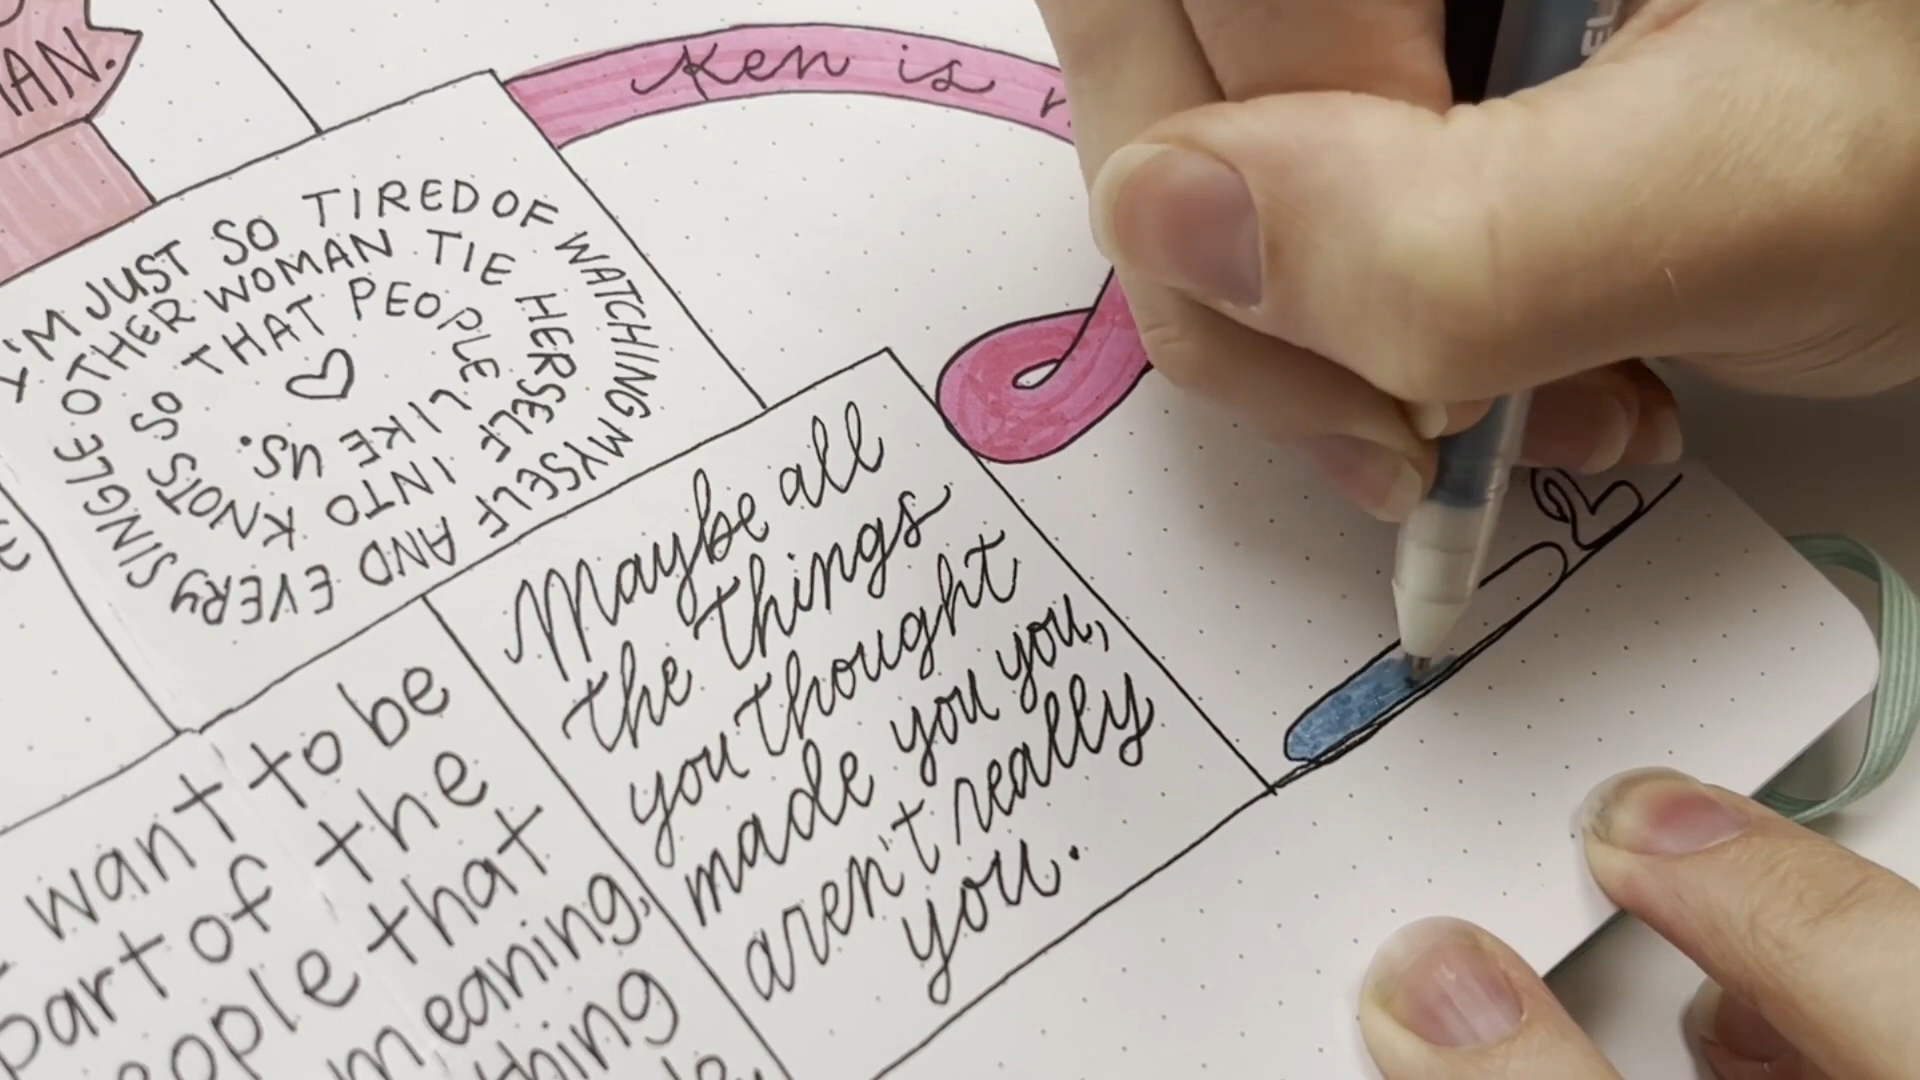 AN.
Ken is
I'M JUST SO TIRED OF WATCHING MYSELF AND EVERY SINGLE OTHER WOMAN TIE HERSELF INTO KNOTS SO THAT PEOPLE LIKE US.
Maybe all
the things
you thought
made you you,
aren't really
you.
want to be
part of the
people that
meaning,
thing